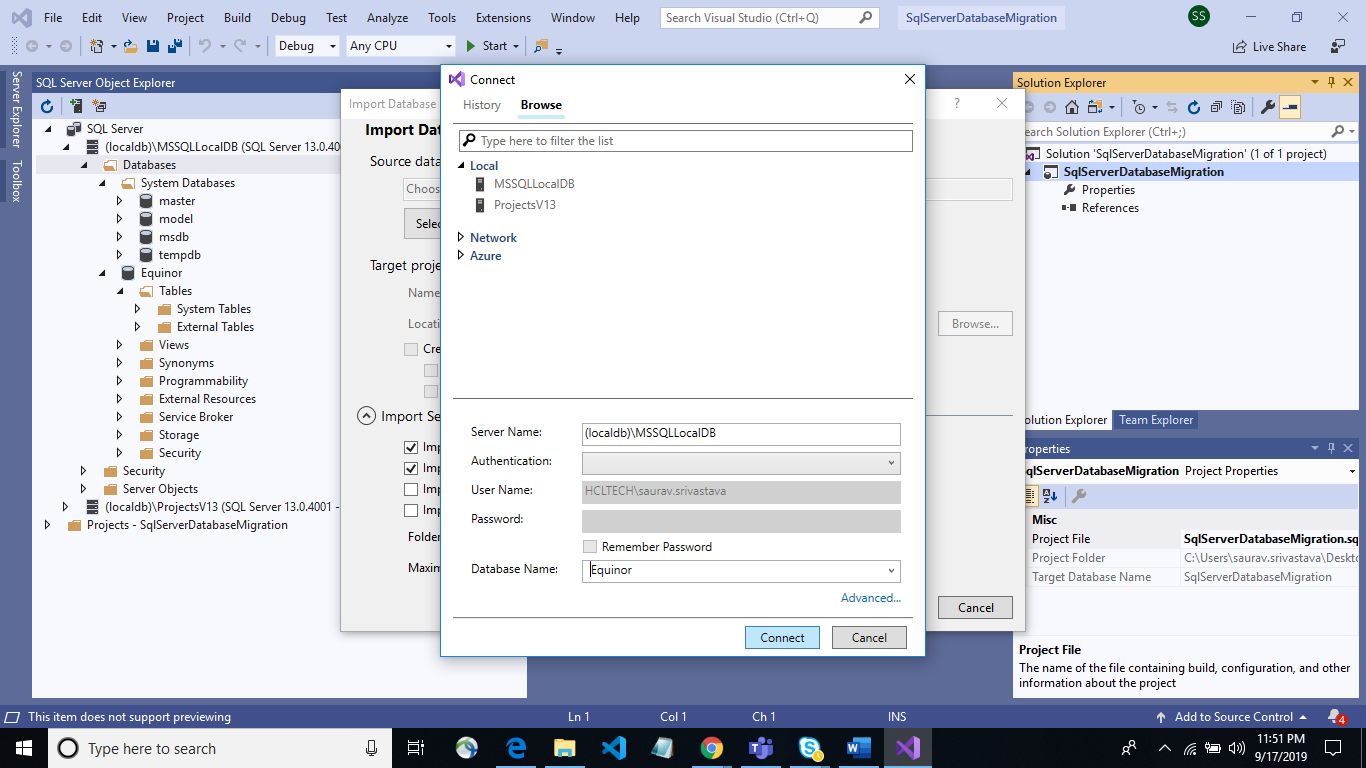 File Edit View Project Build Debug Test Analyze Tools Extensions Window Help Search Visual Studio (Ctrl+Q) SqlServerDatabaseMigration SS
Debug Any CPU Start Live Share
Server Explorer
Toolbox
SQL Server Object Explorer
SQL Server
(localdb)\MSSQLLocalDB (SQL Server 13.0.400
Databases
System Databases
master
model
msdb
tempdb
Equinor
Tables
System Tables
External Tables
Views
Synonyms
Programmability
External Resources
Service Broker
Storage
Security
Security
Server Objects
(localdb)\ProjectsV13 (SQL Server 13.0.4001 -
Projects - SqlServerDatabaseMigration
Import Database ?
Import Dat
Source data
Choos
Selec
Target proje
Name
Locati
Browse...
Cre
Import Se
Imp
Imp
Imp
Imp
Folder
Maxim
Cancel
Connect
History Browse
Type here to filter the list
Local
MSSQLLocalDB
ProjectsV13
Network
Azure
Server Name: (localdb)\MSSQLLocalDB
Authentication:
User Name: HCLTECH\saurav.srivastava
Password:
Remember Password
Database Name: Equinor
Advanced...
Connect Cancel
Solution Explorer
earch Solution Explorer (Ctrl+;)
Solution 'SqlServerDatabaseMigration' (1 of 1 project)
SqlServerDatabaseMigration
Properties
References
olution Explorer Team Explorer
roperties
qlServerDatabaseMigration Project Properties
Misc
Project File SqlServerDatabaseMigration.sq
Project Folder C:\Users\saurav.srivastava\Deskto
Target Database Name SqlServerDatabaseMigration
Project File
The name of the file containing build, configuration, and other
information about the project
This item does not support previewing Ln 1 Col 1 Ch 1 INS Add to Source Control 4
Type here to search 11:51 PM
9/17/2019